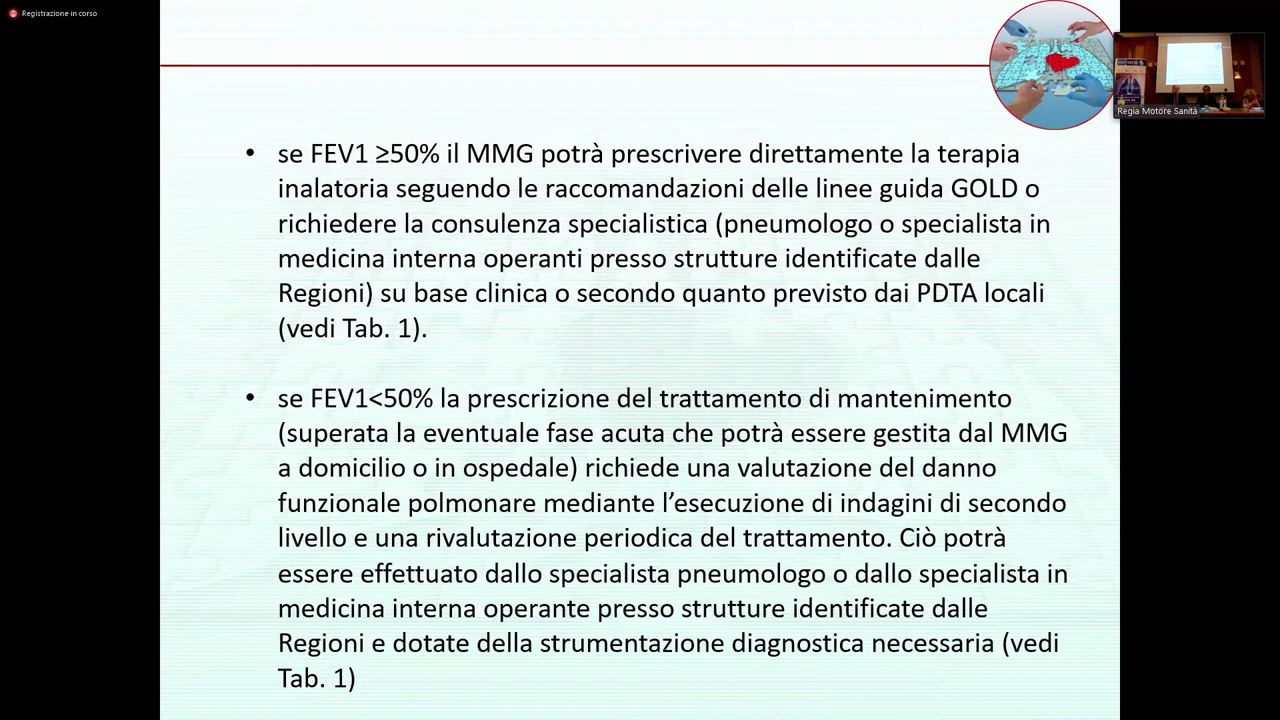 Registrazione in corso
Regia Motore Sanità
• se FEV1 ≥50% il MMG potrà prescrivere direttamente la terapia
inalatoria seguendo le raccomandazioni delle linee guida GOLD o
richiedere la consulenza specialistica (pneumologo o specialista in
medicina interna operanti presso strutture identificate dalle
Regioni) su base clinica o secondo quanto previsto dai PDTA locali
(vedi Tab. 1).
• se FEV1<50% la prescrizione del trattamento di mantenimento
(superata la eventuale fase acuta che potrà essere gestita dal MMG
a domicilio o in ospedale) richiede una valutazione del danno
funzionale polmonare mediante l’esecuzione di indagini di secondo
livello e una rivalutazione periodica del trattamento. Ciò potrà
essere effettuato dallo specialista pneumologo o dallo specialista in
medicina interna operante presso strutture identificate dalle
Regioni e dotate della strumentazione diagnostica necessaria (vedi
Tab. 1)